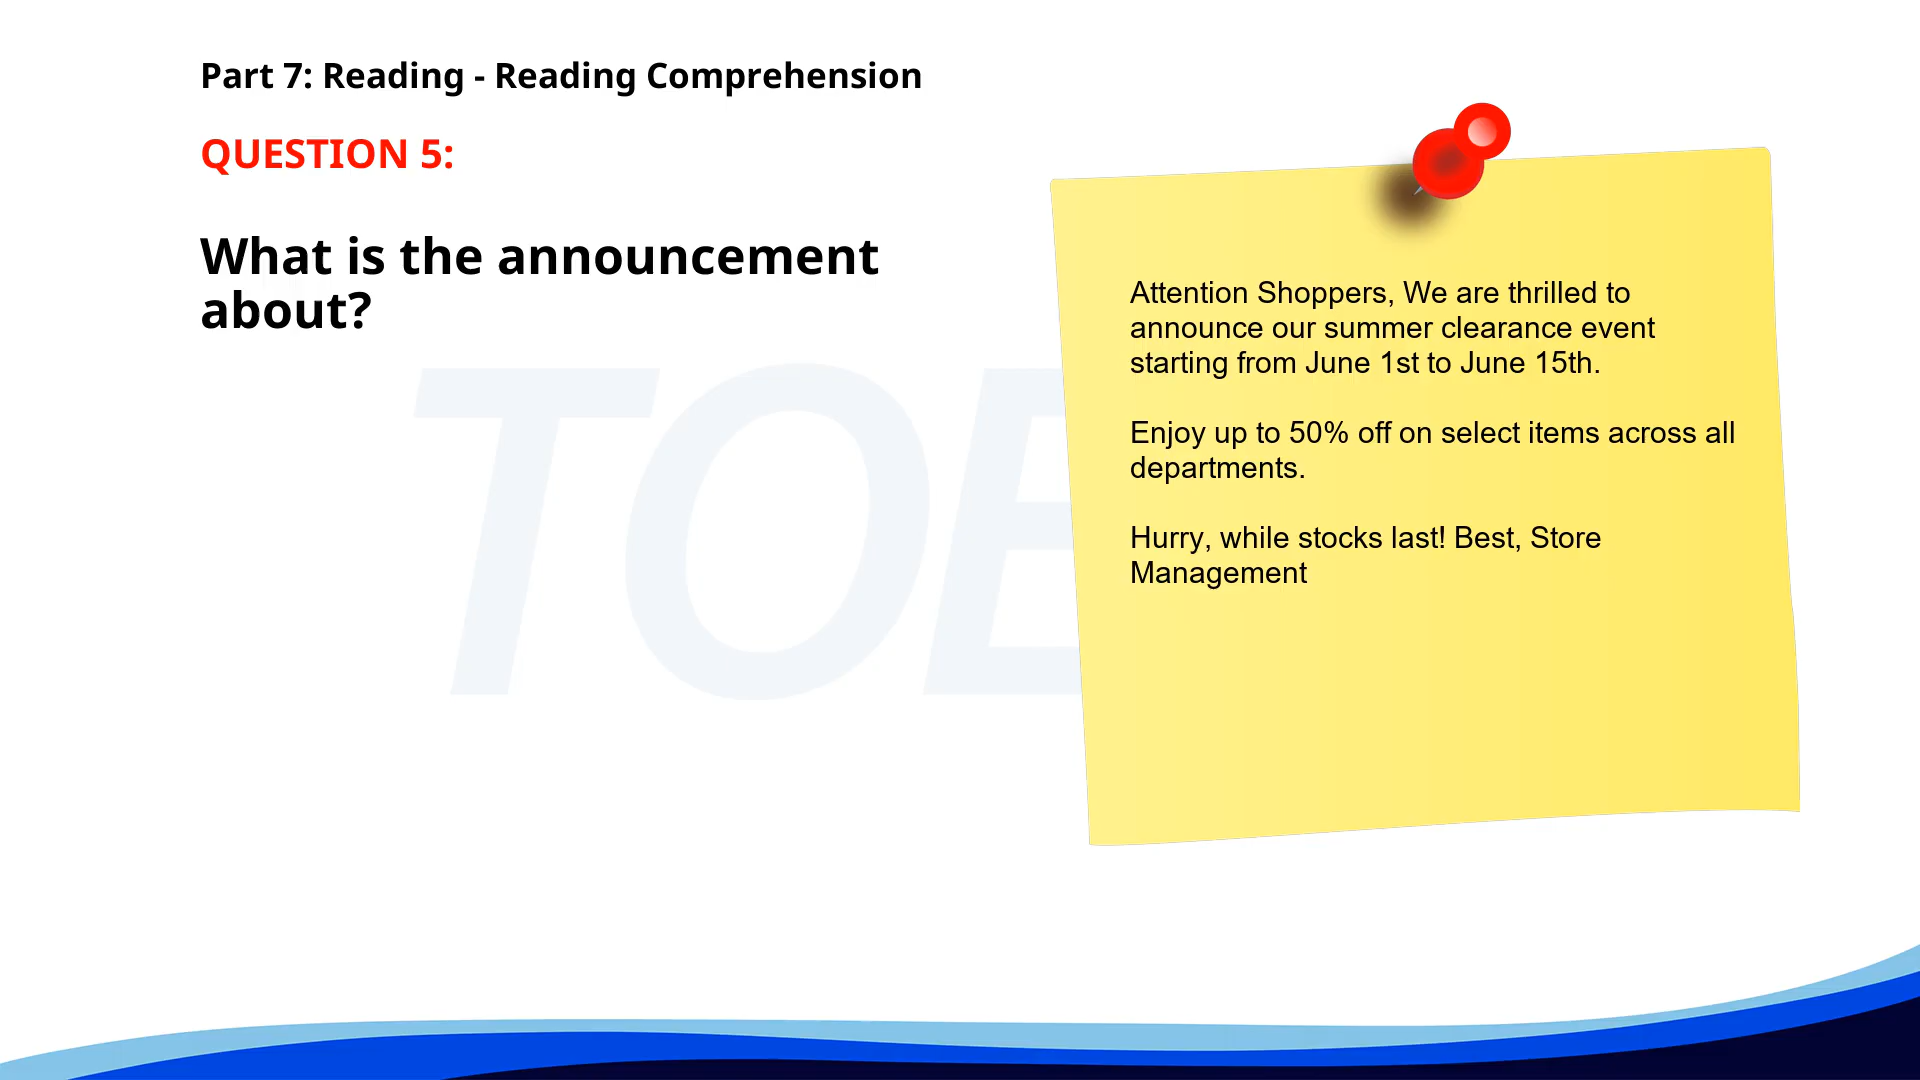 Part 7: Reading - Reading Comprehension
QUESTION 5:
What is the announcement
about?
Attention Shoppers, We are thrilled to
announce our summer clearance event
starting from June 1st to June 15th.
Enjoy up to 50% off on select items across all
departments.
Hurry, while stocks last! Best, Store
Management
TOE